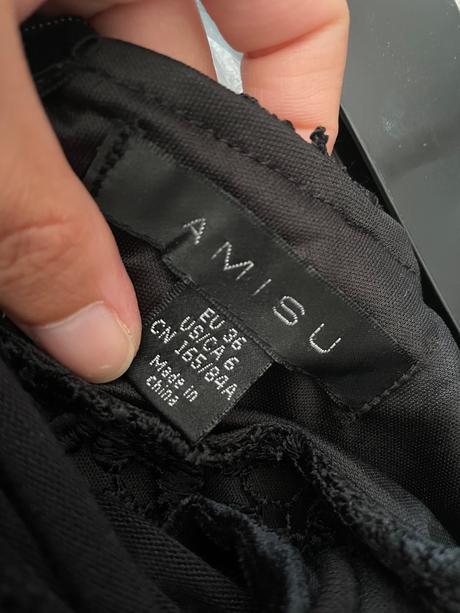 AMISU
EU 36
US/CA 6
CN 165/84A
Made in
china